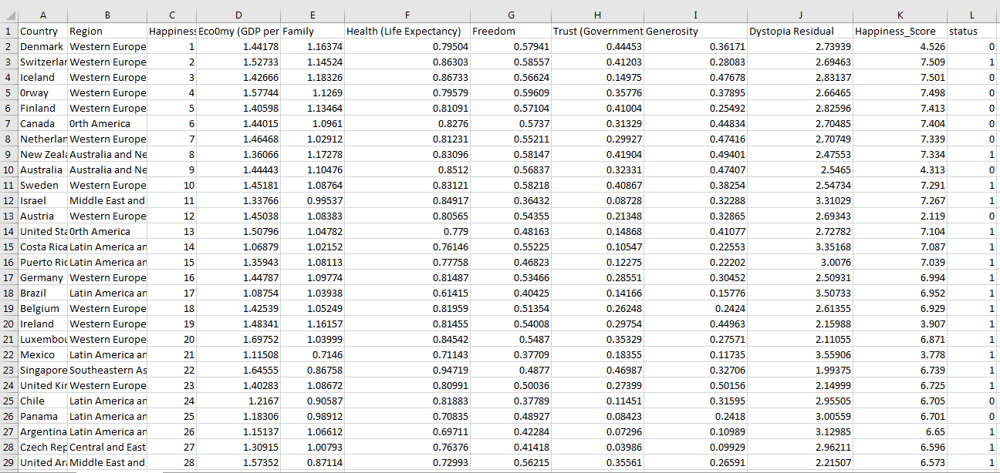 A B C D E F G H I J K L
1 Country Region Happiness Eco0my (GDP per Family Health (Life Expectancy) Freedom Trust (Government Generosity Dystopia Residual Happiness_Score status
2 Denmark Western Europe 1 1.44178 1.16374 0.79504 0.57941 0.44453 0.36171 2.73939 4.526 0
3 Switzerlan Western Europe 2 1.52733 1.14524 0.86303 0.58557 0.41203 0.28083 2.69463 7.509 1
4 Iceland Western Europe 3 1.42666 1.18326 0.86733 0.56624 0.14975 0.47678 2.83137 7.501 0
5 0rway Western Europe 4 1.57744 1.1269 0.79579 0.59609 0.35776 0.37895 2.66465 7.498 0
6 Finland Western Europe 5 1.40598 1.13464 0.81091 0.57104 0.41004 0.25492 2.82596 7.413 0
7 Canada 0rth America 6 1.44015 1.0961 0.8276 0.5737 0.31329 0.44834 2.70485 7.404 0
8 Netherlan Western Europe 7 1.46468 1.02912 0.81231 0.55211 0.29927 0.47416 2.70749 7.339 0
9 New Zeala Australia and Ne 8 1.36066 1.17278 0.83096 0.58147 0.41904 0.49401 2.47553 7.334 1
10 Australia Australia and Ne 9 1.44443 1.10476 0.8512 0.56837 0.32331 0.47407 2.5465 4.313 0
11 Sweden Western Europe 10 1.45181 1.08764 0.83121 0.58218 0.40867 0.38254 2.54734 7.291 1
12 Israel Middle East and 11 1.33766 0.99537 0.84917 0.36432 0.08728 0.32288 3.31029 7.267 1
13 Austria Western Europe 12 1.45038 1.08383 0.80565 0.54355 0.21348 0.32865 2.69343 2.119 0
14 United Sta 0rth America 13 1.50796 1.04782 0.779 0.48163 0.14868 0.41077 2.72782 7.104 1
15 Costa Rica Latin America an 14 1.06879 1.02152 0.76146 0.55225 0.10547 0.22553 3.35168 7.087 1
16 Puerto Ric Latin America an 15 1.35943 1.08113 0.77758 0.46823 0.12275 0.22202 3.0076 7.039 1
17 Germany Western Europe 16 1.44787 1.09774 0.81487 0.53466 0.28551 0.30452 2.50931 6.994 1
18 Brazil Latin America an 17 1.08754 1.03938 0.61415 0.40425 0.14166 0.15776 3.50733 6.952 1
19 Belgium Western Europe 18 1.42539 1.05249 0.81959 0.51354 0.26248 0.2424 2.61355 6.929 1
20 Ireland Western Europe 19 1.48341 1.16157 0.81455 0.54008 0.29754 0.44963 2.15988 3.907 1
21 Luxembou Western Europe 20 1.69752 1.03999 0.84542 0.5487 0.35329 0.27571 2.11055 6.871 1
22 Mexico Latin America an 21 1.11508 0.7146 0.71143 0.37709 0.18355 0.11735 3.55906 3.778 1
23 Singapore Southeastern As 22 1.64555 0.86758 0.94719 0.4877 0.46987 0.32706 1.99375 6.739 1
24 United Kin Western Europe 23 1.40283 1.08672 0.80991 0.50036 0.27399 0.50156 2.14999 6.725 1
25 Chile Latin America an 24 1.2167 0.90587 0.81883 0.37789 0.11451 0.31595 2.95505 6.705 0
26 Panama Latin America an 25 1.18306 0.98912 0.70835 0.48927 0.08423 0.2418 3.00559 6.701 0
27 Argentina Latin America an 26 1.15137 1.06612 0.69711 0.42284 0.07296 0.10989 3.12985 6.65 1
28 Czech Rep Central and East 27 1.30915 1.00793 0.76376 0.41418 0.03986 0.09929 2.96211 6.596 1
29 United Ara Middle East and 28 1.57352 0.87114 0.72993 0.56215 0.35561 0.26591 2.21507 6.573 1